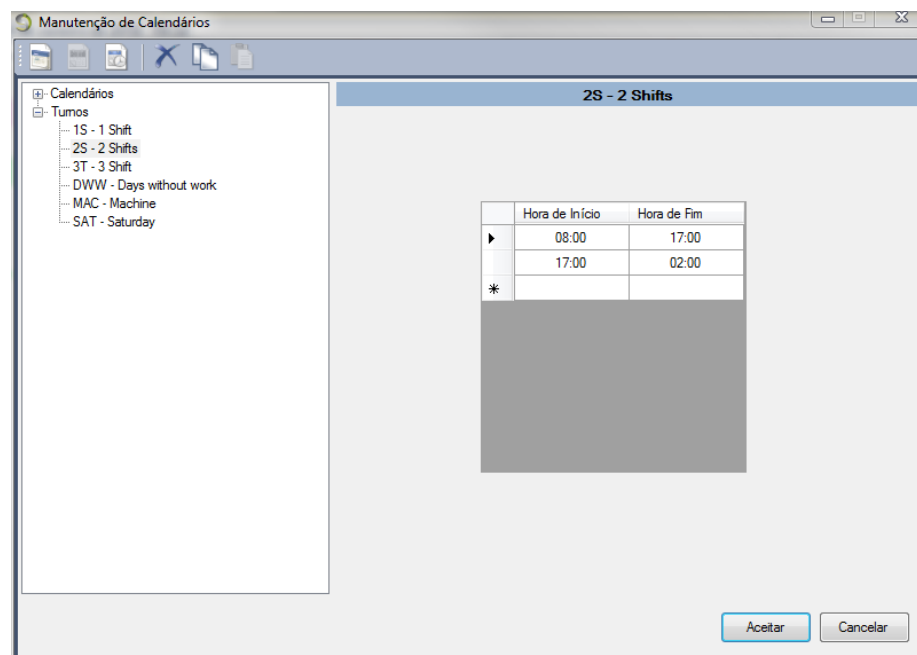 Manutenção de Calendários
Calendários
Turnos
1S - 1 Shift
2S - 2 Shifts
3T - 3 Shift
DWW - Days without work
MAC - Machine
SAT - Saturday
2S - 2 Shifts
Hora de Início Hora de Fim
08:00 17:00
17:00 02:00
Aceitar Cancelar